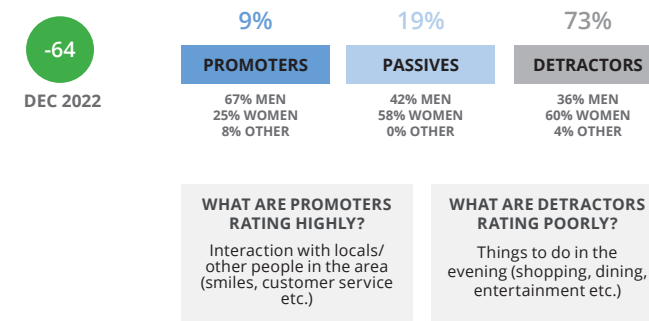 9%
19%
73%
-64
PROMOTERS
PASSIVES
DETRACTORS
DEC 2022
67% MEN
25% WOMEN
8% OTHER
42% MEN
58% WOMEN
0% OTHER
36% MEN
60% WOMEN
4% OTHER
WHAT ARE PROMOTERS
RATING HIGHLY?
Interaction with locals/
other people in the area
(smiles, customer service
etc.)
WHAT ARE DETRACTORS
RATING POORLY?
Things to do in the
evening (shopping, dining,
entertainment etc.)